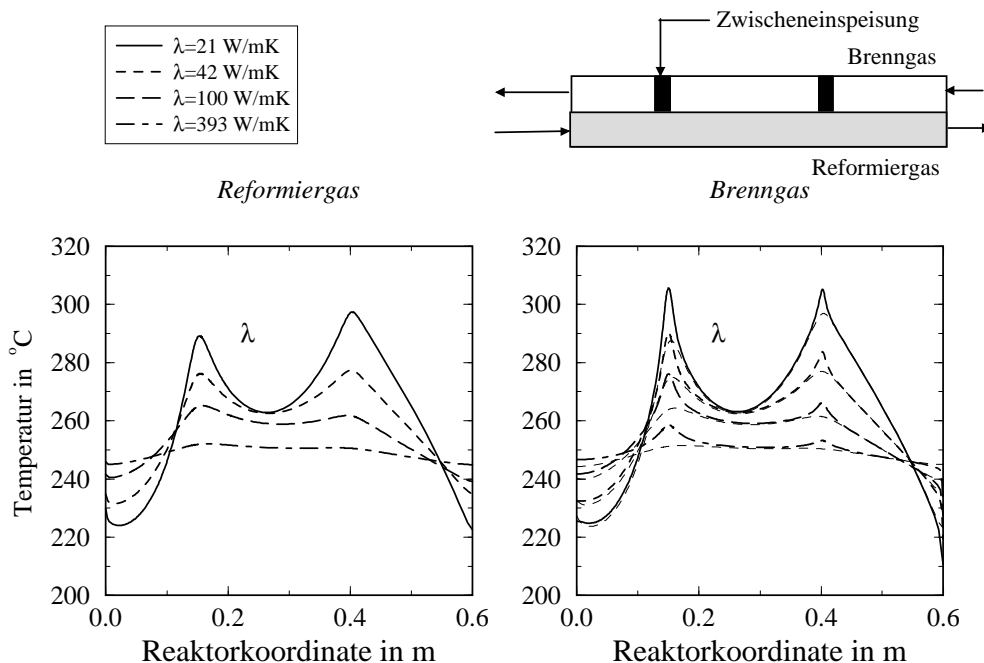 λ=21 W/mK
λ=42 W/mK
λ=100 W/mK
λ=393 W/mK
Zwischeneinspeisung
Brenngas
Reformiergas
Reformiergas
Brenngas
Temperatur in °C
320
300
280
260
240
220
200
λ
0.0 0.2 0.4 0.6
Reaktorkoordinate in m
320
300
280
260
240
220
200
λ
0.0 0.2 0.4 0.6
Reaktorkoordinate in m